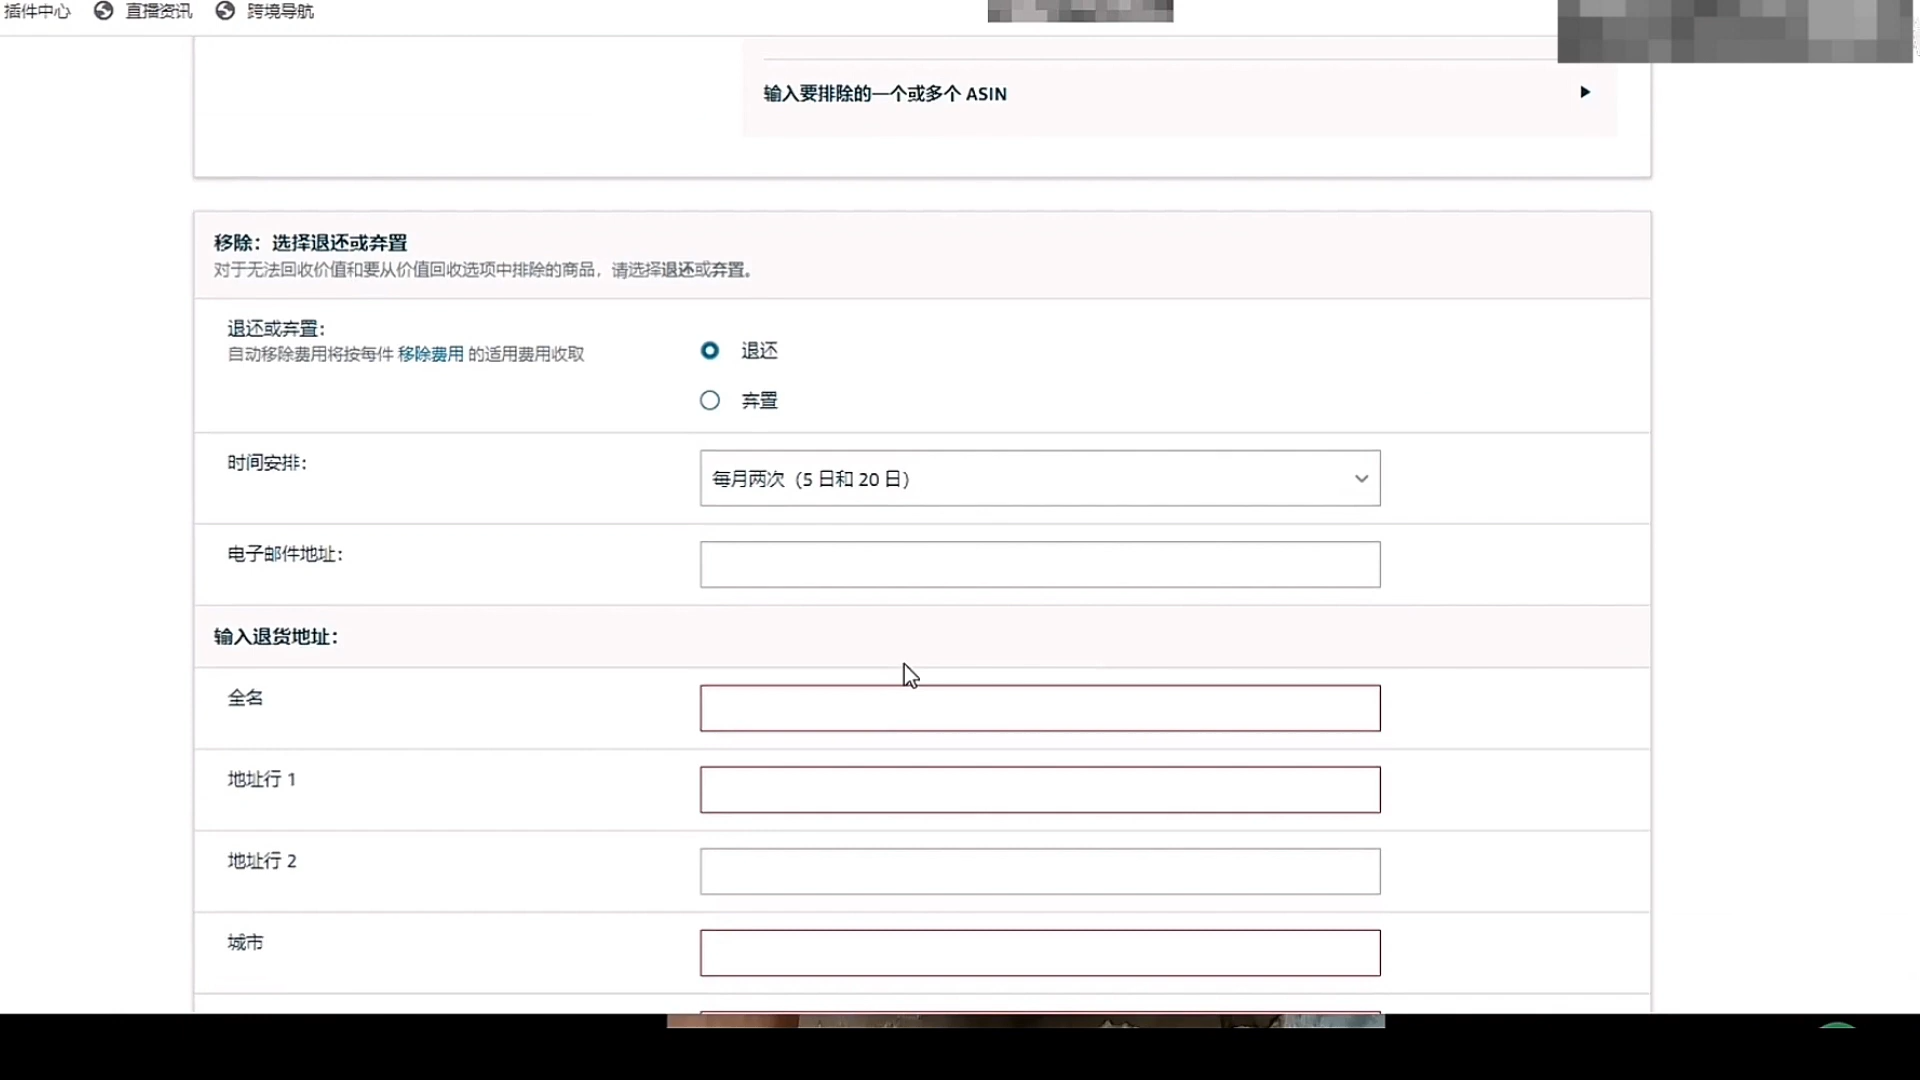 插件中心 直播资讯 跨境导航
输入要排除的一个或多个 ASIN
移除：选择退还或弃置
对于无法回收价值和要从价值回收选项中排除的商品，请选择退还或弃置。
退还或弃置：
自动移除费用将按每件 移除费用 的适用费用收取
退还
弃置
时间安排：
每月两次（5 日和 20 日）
电子邮件地址：
输入退货地址：
全名
地址行 1
地址行 2
城市